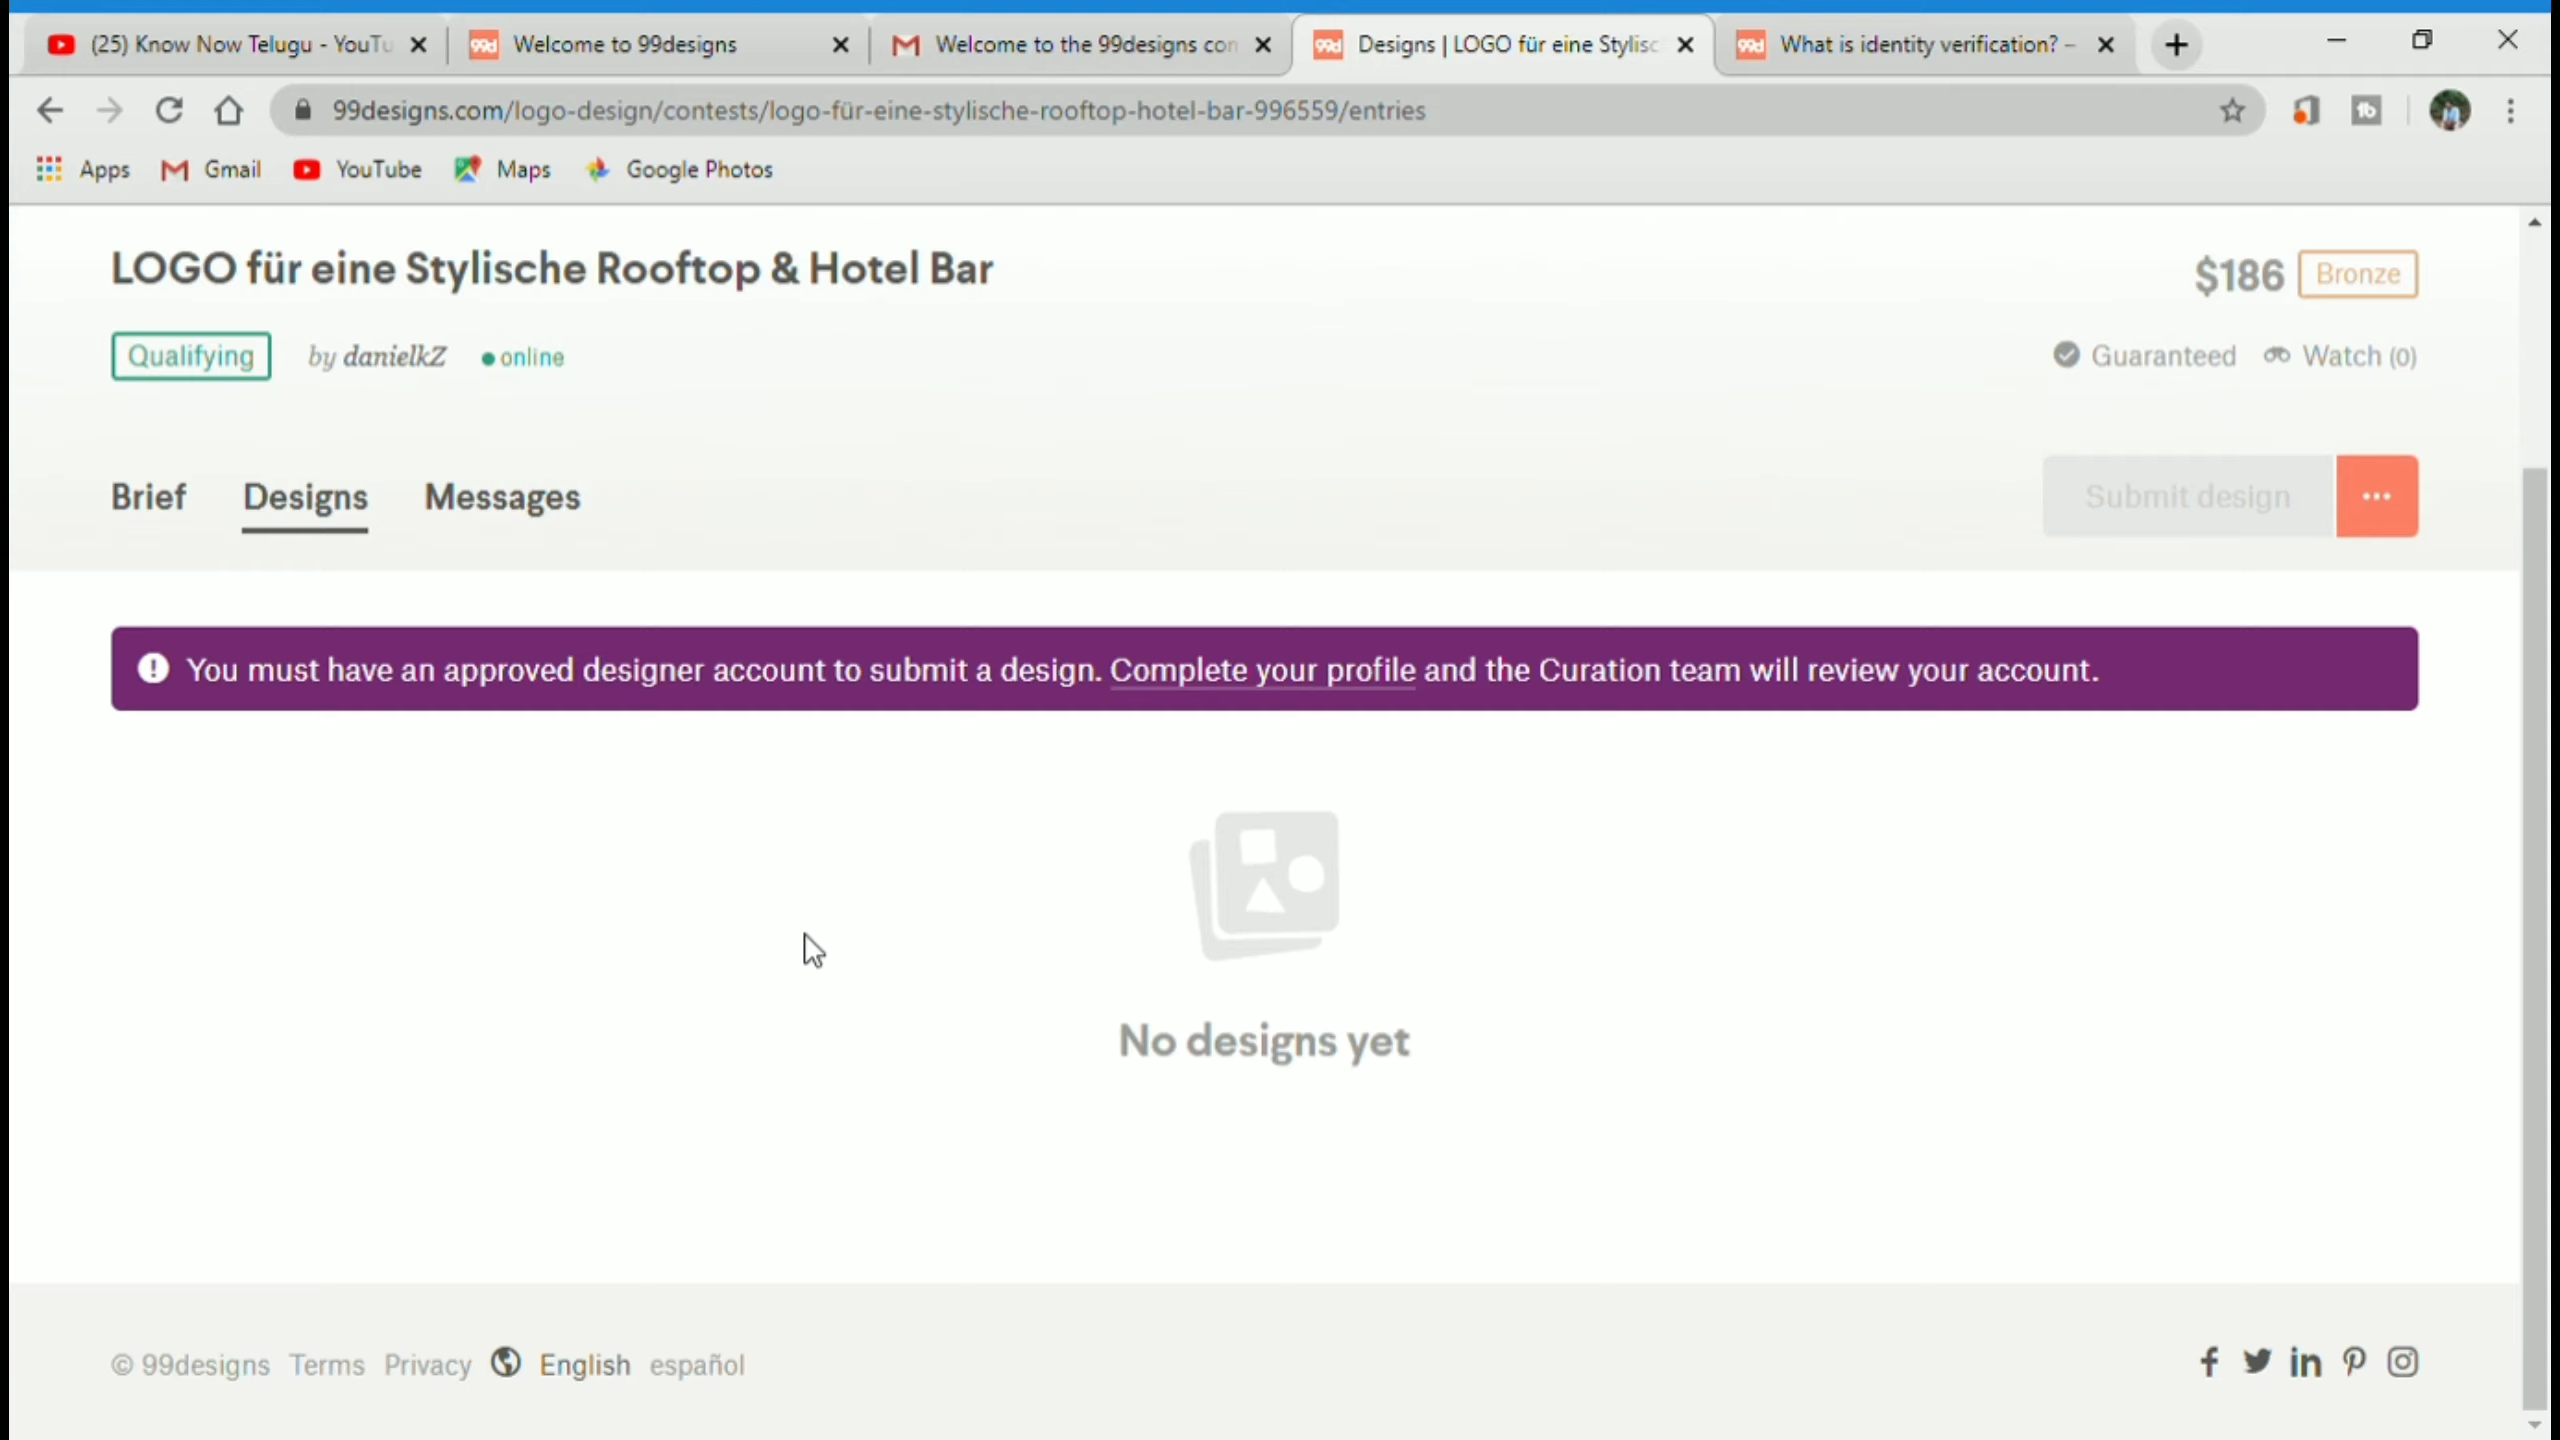 (25) Know Now Telugu - YouTu
Welcome to 99designs
Welcome to the 99designs con
Designs | LOGO für eine Stylisc
What is identity verification? –
99designs.com/logo-design/contests/logo-für-eine-stylische-rooftop-hotel-bar-996559/entries
Apps Gmail YouTube Maps Google Photos
LOGO für eine Stylische Rooftop & Hotel Bar
$186 Bronze
Qualifying by danielkZ online
Guaranteed Watch (0)
Brief Designs Messages
Submit design
You must have an approved designer account to submit a design. Complete your profile and the Curation team will review your account.
No designs yet
© 99designs Terms Privacy English español